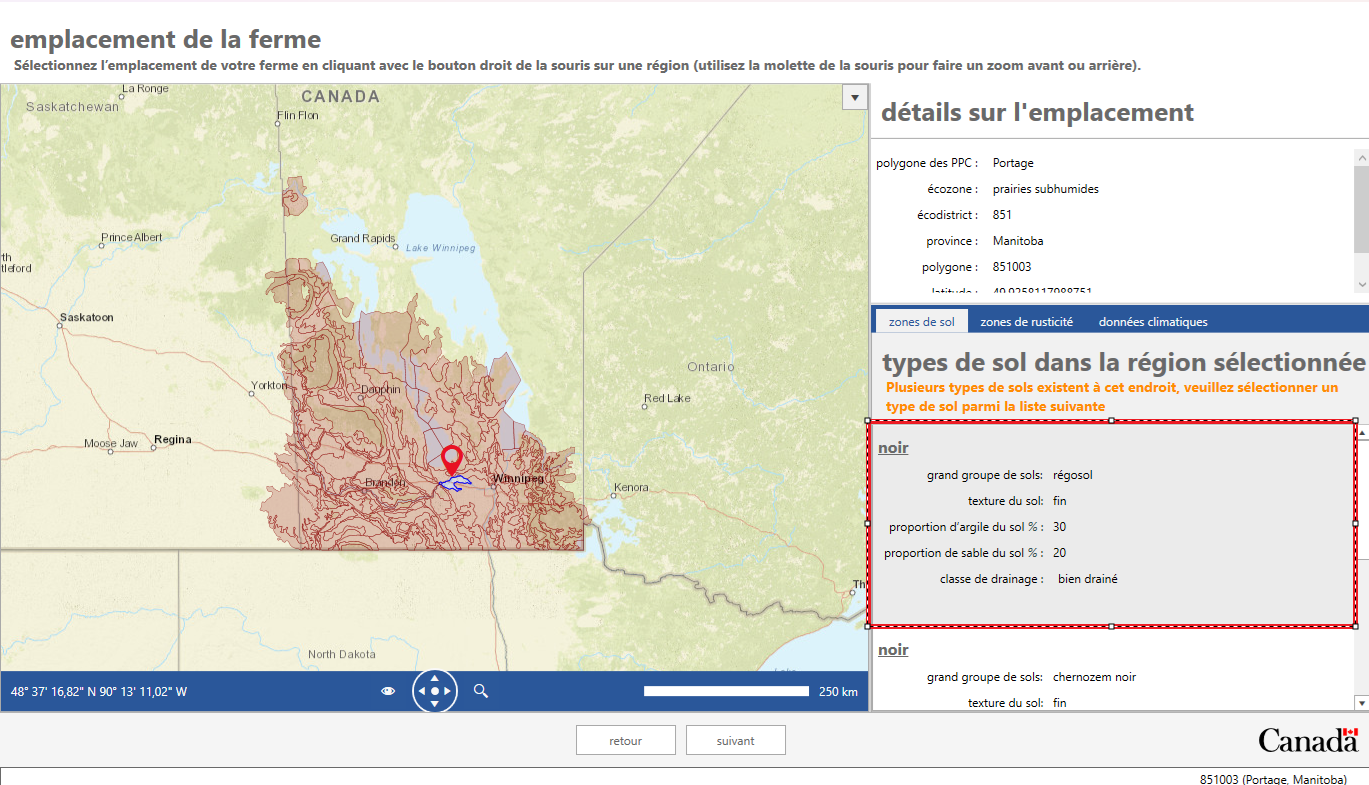 emplacement de la ferme
Sélectionnez l’emplacement de votre ferme en cliquant avec le bouton droit de la souris sur une région (utilisez la molette de la souris pour faire un zoom avant ou arrière).
La Ronge
Saskatchewan
CANADA
Flin Flon
Prince Albert
Grand Rapids
Lake Winnipeg
rth
ttleford
Saskatoon
Ontario
Yorkton
Dauphin
Red Lake
Moose Jaw
Regina
Brandon
Winnipeg
Kenora
Th
North Dakota
Lake
48° 37' 16,82" N 90° 13' 11,02" W
250 km
détails sur l'emplacement
polygone des PPC : Portage
écozone : prairies subhumides
écodistrict : 851
province : Manitoba
polygone : 851003
latitude : 49,9258117988751
zones de sol zones de rusticité données climatiques
types de sol dans la région sélectionnée
Plusieurs types de sols existent à cet endroit, veuillez sélectionner un
type de sol parmi la liste suivante
noir
grand groupe de sols: régosol
texture du sol: fin
proportion d’argile du sol % : 30
proportion de sable du sol % : 20
classe de drainage : bien drainé
noir
grand groupe de sols: chernozem noir
texture du sol: fin
retour suivant
Canada
851003 (Portage, Manitoba)